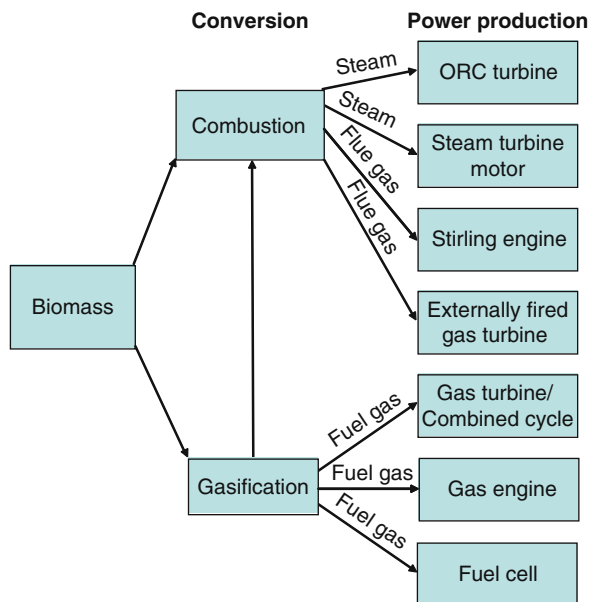 Conversion
Power production
Steam
ORC turbine
Combustion
Steam
Steam turbine
motor
Flue gas
Stirling engine
Flue gas
Externally fired
gas turbine
Biomass
Fuel gas
Gas turbine/
Combined cycle
Gasification
Fuel gas
Gas engine
Fuel gas
Fuel cell